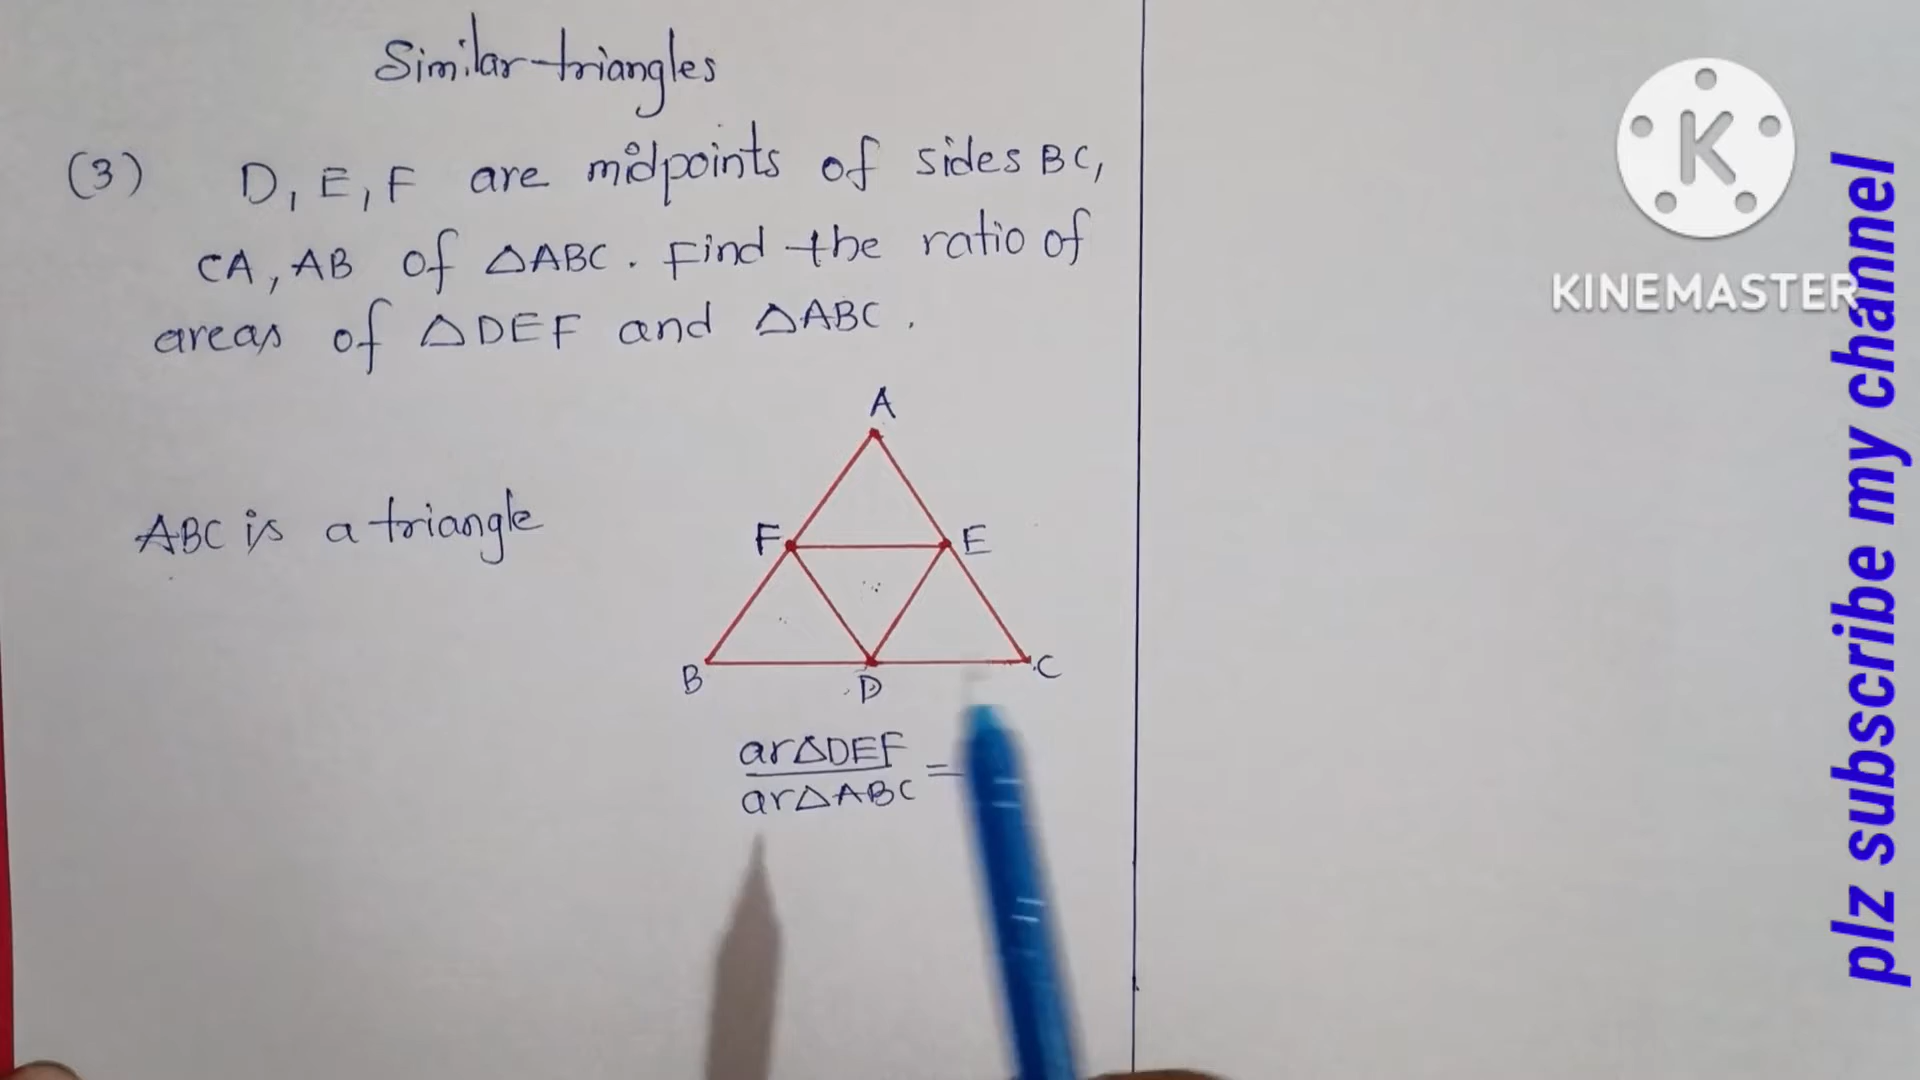 Similar triangles
(3) D, E, F are midpoints of sides BC,
CA, AB of △ABC. Find the ratio of
areas of △DEF and △ABC.
A
ABC is a triangle
F E
B D C
ar△DEF
=
ar△ABC
K
KINEMASTER
plz subscribe my channel